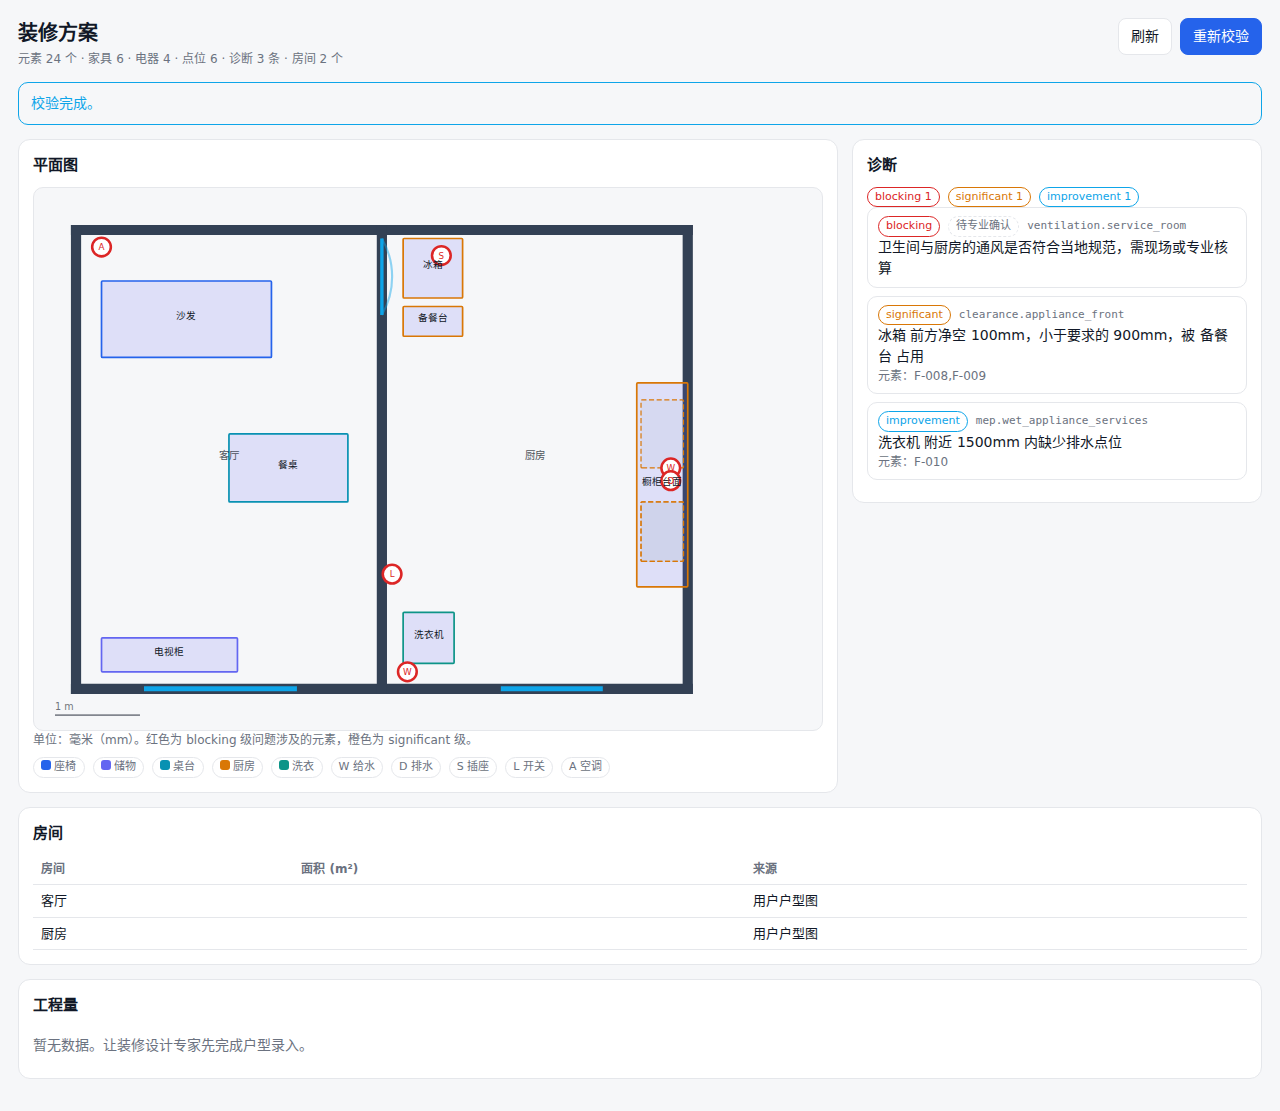 装修方案
元素 24 个 · 家具 6 · 电器 4 · 点位 6 · 诊断 3 条 · 房间 2 个
刷新
重新校验
校验完成。
平面图
A
S
冰箱
沙发
备餐台
客厅
餐桌
厨房
W
橱柜台面
L
洗衣机
电视柜
W
1 m
单位：毫米（mm）。红色为 blocking 级问题涉及的元素，橙色为 significant 级。
座椅 储物 桌台 厨房 洗衣 W 给水 D 排水 S 插座 L 开关 A 空调
诊断
blocking 1 significant 1 improvement 1
blocking 待专业确认 ventilation.service_room
卫生间与厨房的通风是否符合当地规范，需现场或专业核
算
significant clearance.appliance_front
冰箱 前方净空 100mm，小于要求的 900mm，被 备餐
台 占用
元素：F-008,F-009
improvement mep.wet_appliance_services
洗衣机 附近 1500mm 内缺少排水点位
元素：F-010
房间
房间 面积 (m²) 来源
客厅 用户户型图
厨房 用户户型图
工程量
暂无数据。让装修设计专家先完成户型录入。